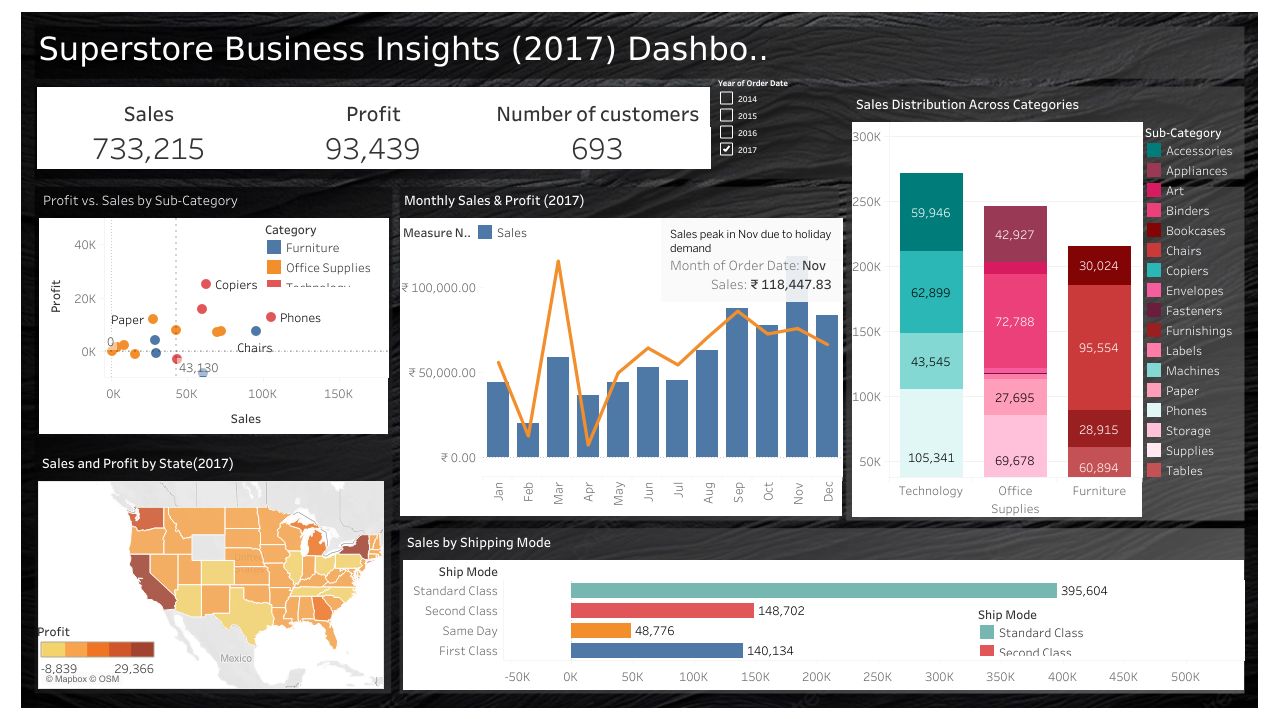 Superstore Business Insights (2017) Dashbo..
Sales
733,215
Profit
93,439
Number of customers
693
Year of Order Date
2014
2015
2016
2017
Profit vs. Sales by Sub-Category
Category
Furniture
Office Supplies
Technology
Profit
40K
20K
0K
Copiers
Paper
Phones
Chairs
0
43,130
0K
50K
100K
150K
Sales
Sales and Profit by State(2017)
United
States
Mexico
Profit
-8,839
29,366
© Mapbox © OSM
Monthly Sales & Profit (2017)
Measure N..
Sales
Sales peak in Nov due to holiday
demand
Month of Order Date: Nov
Sales: ₹ 118,447.83
₹ 100,000.00
₹ 50,000.00
₹ 0.00
Jan
Feb
Mar
Apr
May
Jun
Jul
Aug
Sep
Oct
Nov
Dec
Sales Distribution Across Categories
300K
250K
200K
150K
100K
50K
59,946
62,899
43,545
105,341
42,927
72,788
27,695
69,678
30,024
95,554
28,915
60,894
Technology
Office
Supplies
Furniture
Sub-Category
Accessories
Appliances
Art
Binders
Bookcases
Chairs
Copiers
Envelopes
Fasteners
Furnishings
Labels
Machines
Paper
Phones
Storage
Supplies
Tables
Sales by Shipping Mode
Ship Mode
Standard Class
395,604
Second Class
148,702
Same Day
48,776
First Class
140,134
Ship Mode
Standard Class
Second Class
-50K
0K
50K
100K
150K
200K
250K
300K
350K
400K
450K
500K